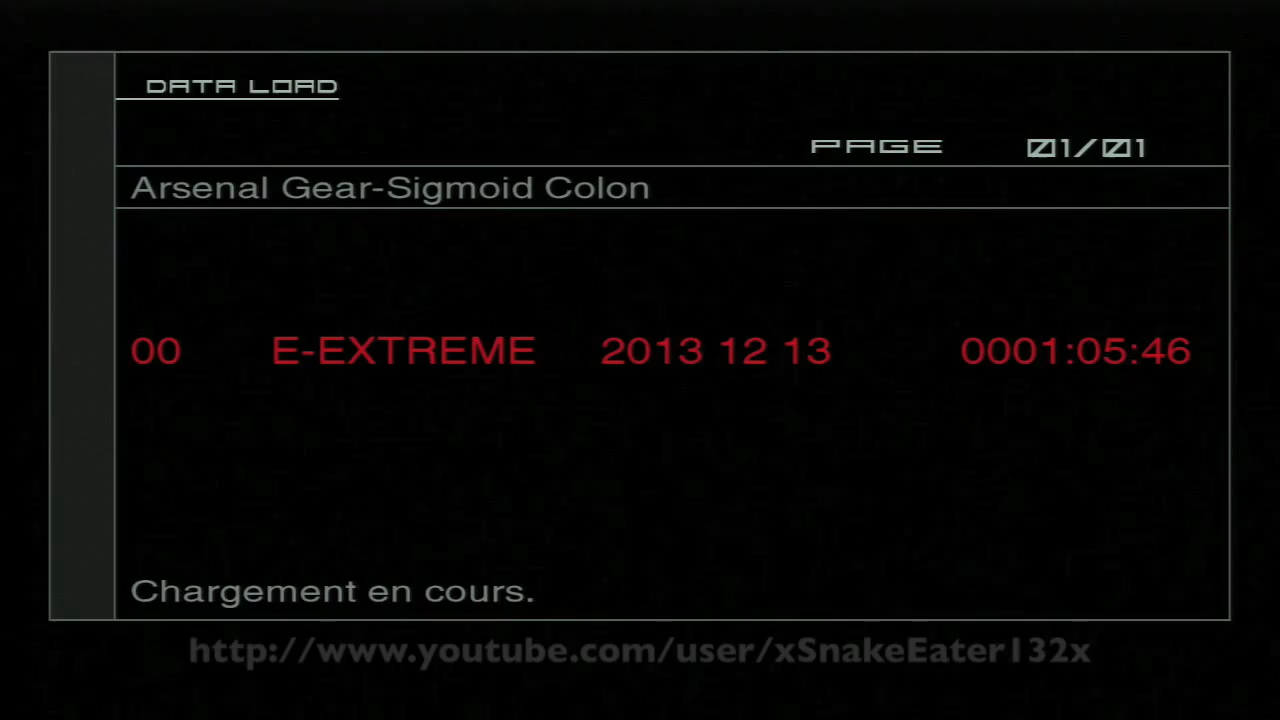 DATA LOAD
PAGE 01/01
Arsenal Gear-Sigmoid Colon
00 E-EXTREME 2013 12 13 0001:05:46
Chargement en cours.
http://www.youtube.com/user/xSnakeEater132x